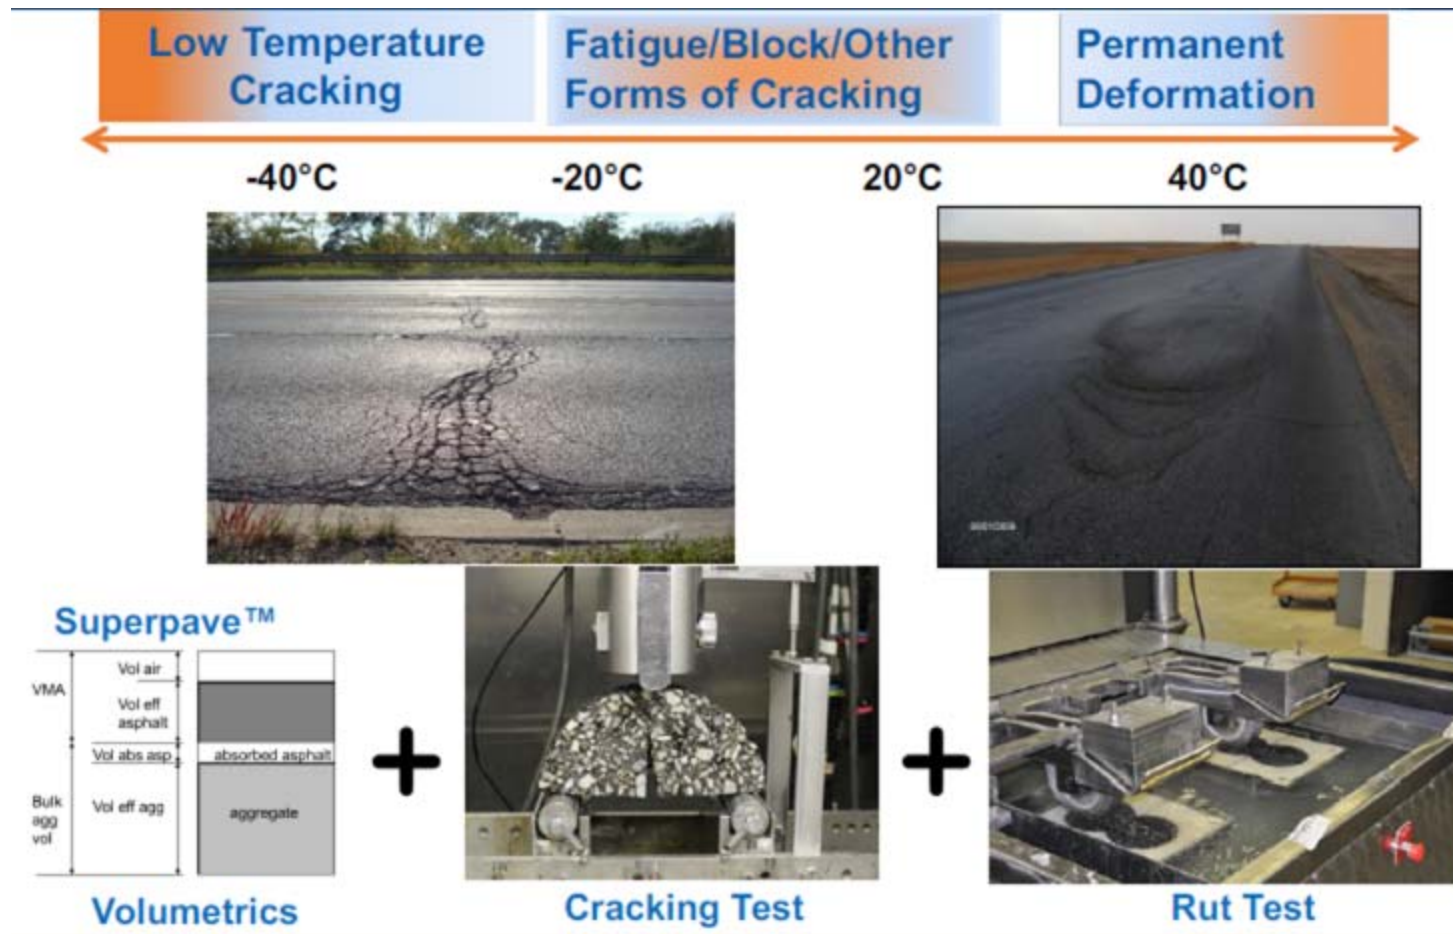 Low Temperature
Cracking
Fatigue/Block/Other
Forms of Cracking
Permanent
Deformation
-40°C
-20°C
20°C
40°C
Superpave™
VMA
Vol air
Vol eff
asphalt
Vol abs asp
absorbed asphalt
Bulk
agg
vol
Vol eff agg
aggregate
Volumetrics
+
Cracking Test
+
Rut Test